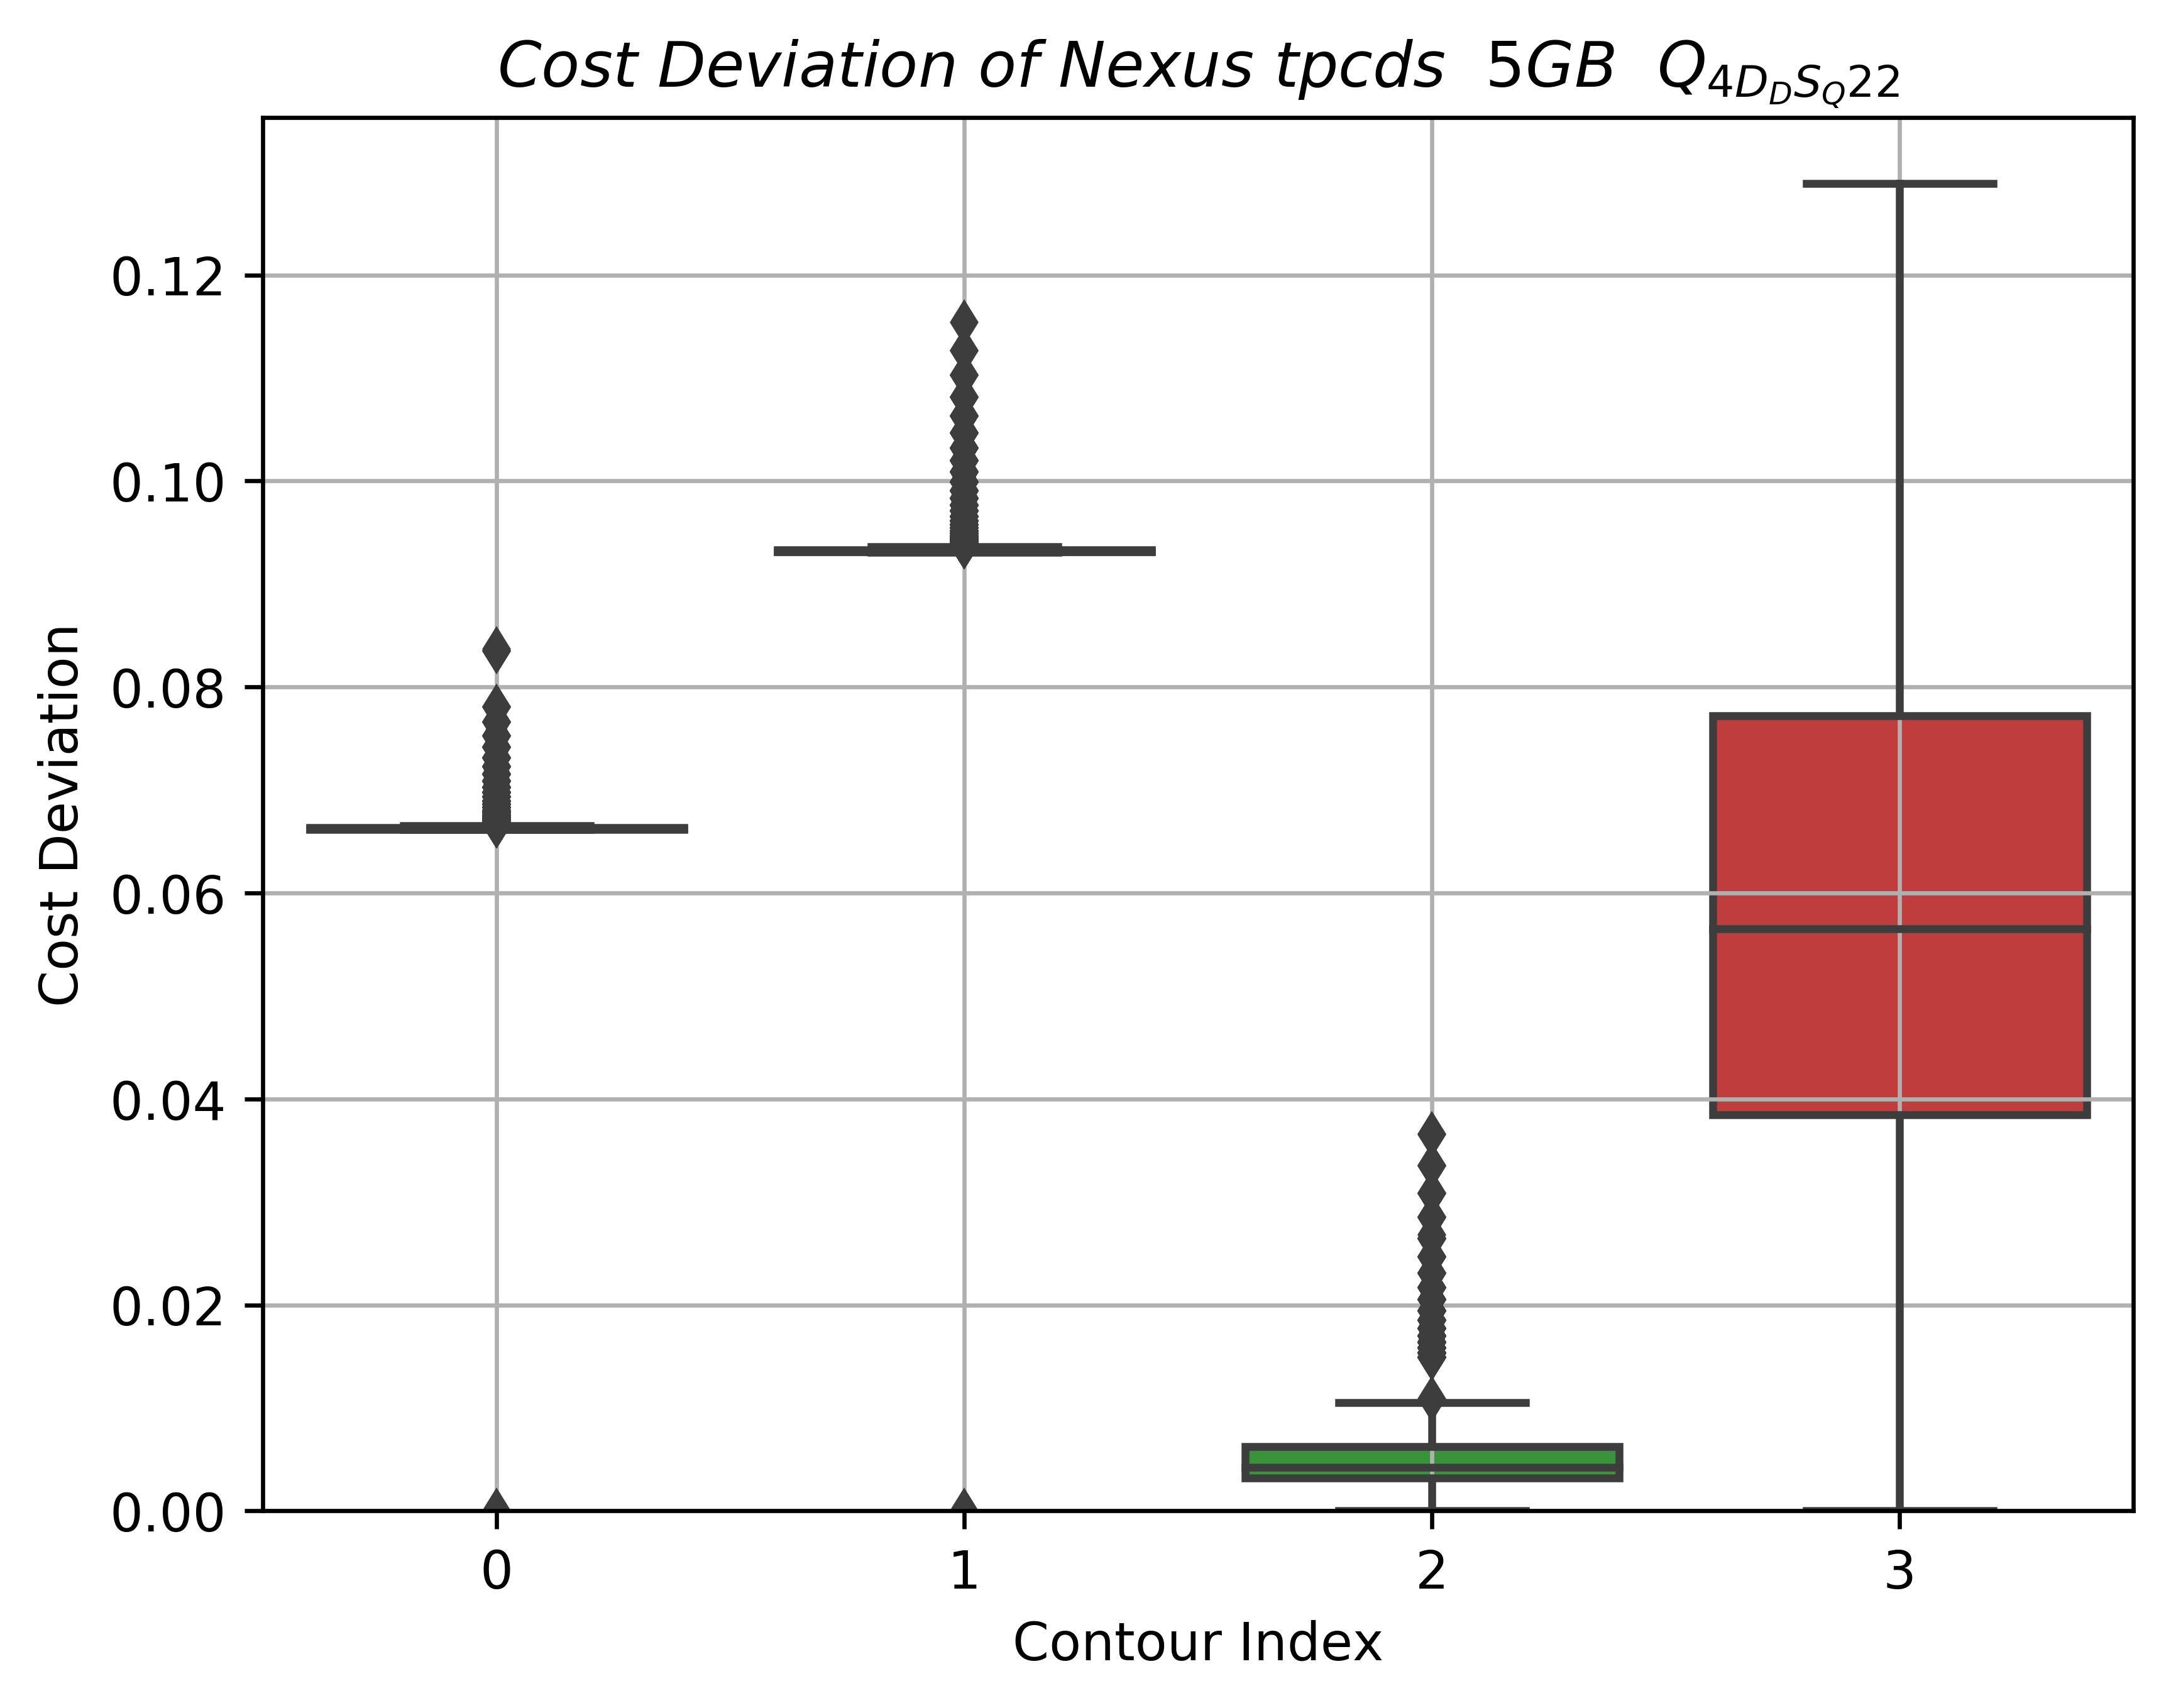 Cost Deviation of Nexus tpcds 5GB Q4DDSQ22
0.12
0.10
0.08
0.06
0.04
0.02
0.00
Cost Deviation
0 1 2 3
Contour Index